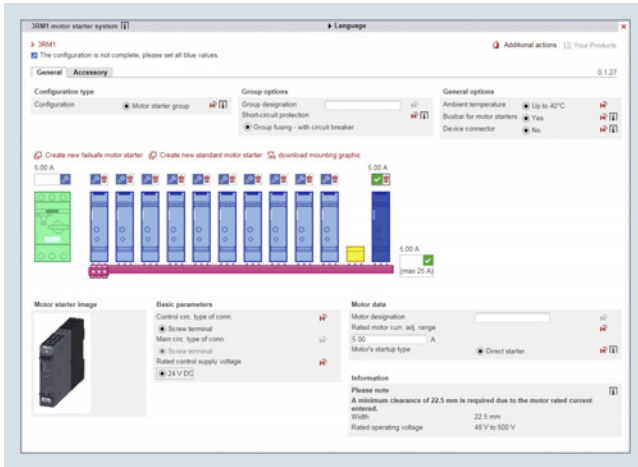 3RM1 motor starter system
Language
3RM1
Additional actions
Your Products
The configuration is not complete, please set all blue values.
General
Accessory
0.1.27
Configuration type
Configuration
Motor starter group
Group options
Group designation
Short-circuit protection
Group fusing - with circuit breaker
General options
Ambient temperature
Up to 40°C
Busbar for motor starters
Yes
Device connector
No
Create new failsafe motor starter
Create new standard motor starter
download mounting graphic
5.00 A
5.00 A
5.00 A
(max 25 A)
Motor starter image
Basic parameters
Control circ. type of conn.
Screw terminal
Main circ. type of conn.
Screw terminal
Rated control supply voltage
24 V DC
Motor data
Motor designation
Rated motor curr. adj. range
5.00 A
Motor's startup type
Direct starter
Information
Please note
A minimum clearance of 22.5 mm is required due to the motor rated current
entered.
Width
22.5 mm
Rated operating voltage
48 V to 500 V